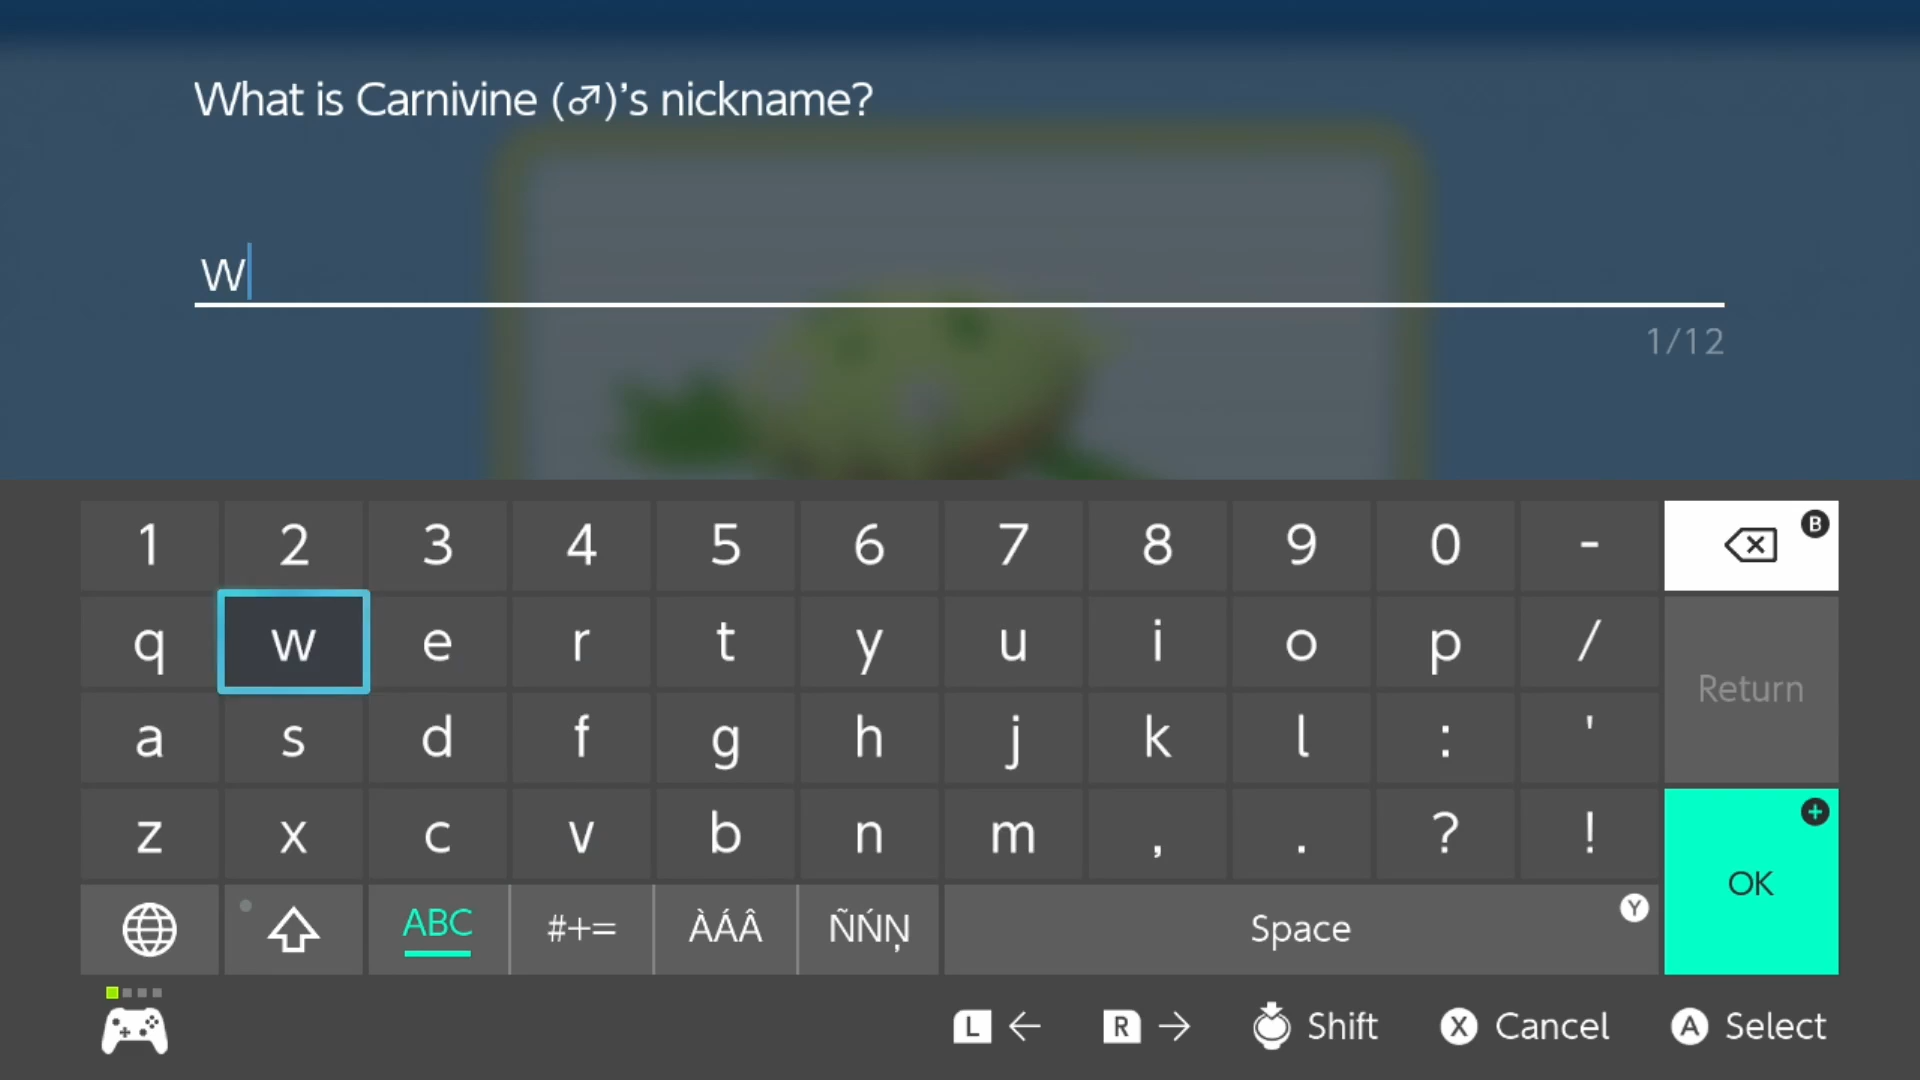 What is Carnivine (♂)'s nickname?
W
1/12
1 2 3 4 5 6 7 8 9 0 - B
q w e r t y u i o p / Return
a s d f g h j k l : '
z x c v b n m , . ? ! + OK
ABC #+= ÀÁÂ ÑŃŅ Space Y
L ← R → Shift X Cancel A Select